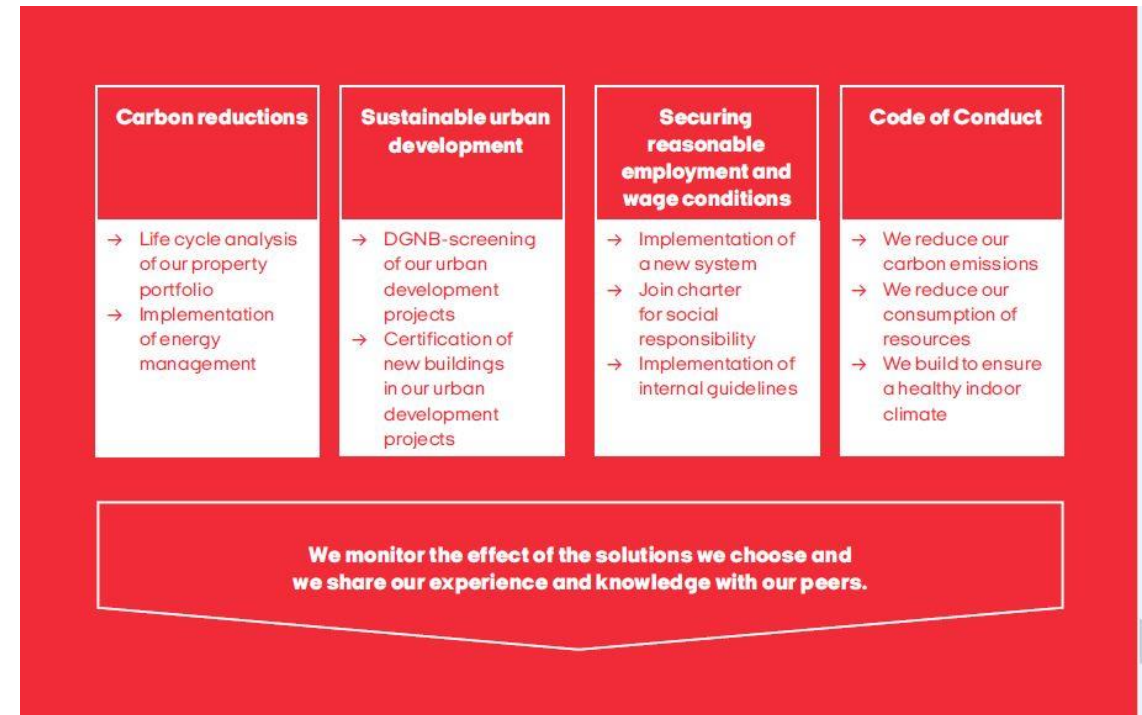 Carbon reductions
→ Life cycle analysis
of our property
portfolio
→ Implementation
of energy
management
Sustainable urban
development
→ DGNB-screening
of our urban
development
projects
→ Certification of
new buildings
in our urban
development
projects
Securing
reasonable
employment and
wage conditions
→ Implementation of
a new system
→ Join charter
for social
responsibility
→ Implementation of
internal guidelines
Code of Conduct
→ We reduce our
carbon emissions
→ We reduce our
consumption of
resources
→ We build to ensure
a healthy indoor
climate
We monitor the effect of the solutions we choose and
we share our experience and knowledge with our peers.